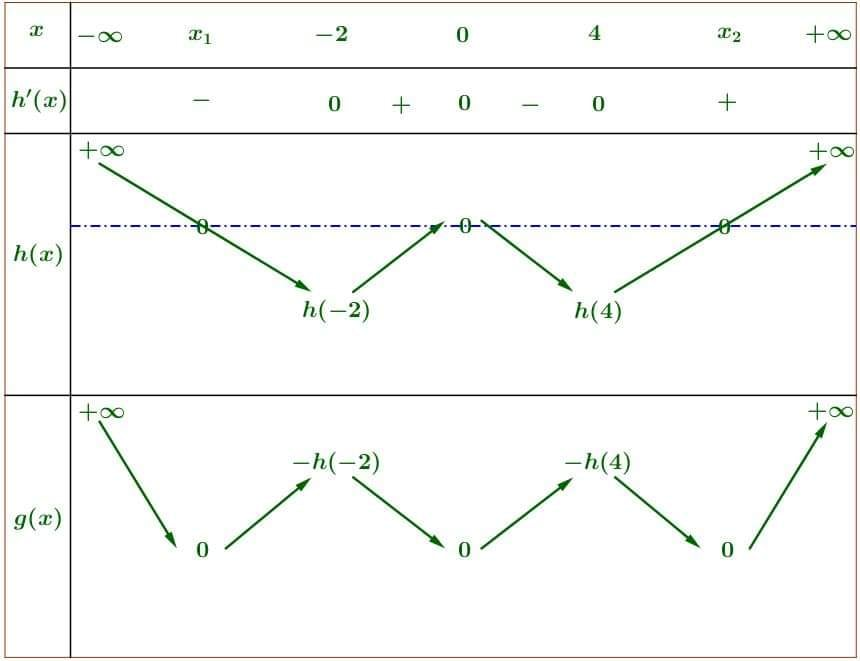 x −∞ x₁ −2 0 4 x₂ +∞
h′(x) − 0 + 0 − 0 +
+∞ +∞
0 0 0
h(x)
h(−2) h(4)
+∞ +∞
−h(−2) −h(4)
g(x)
0 0 0